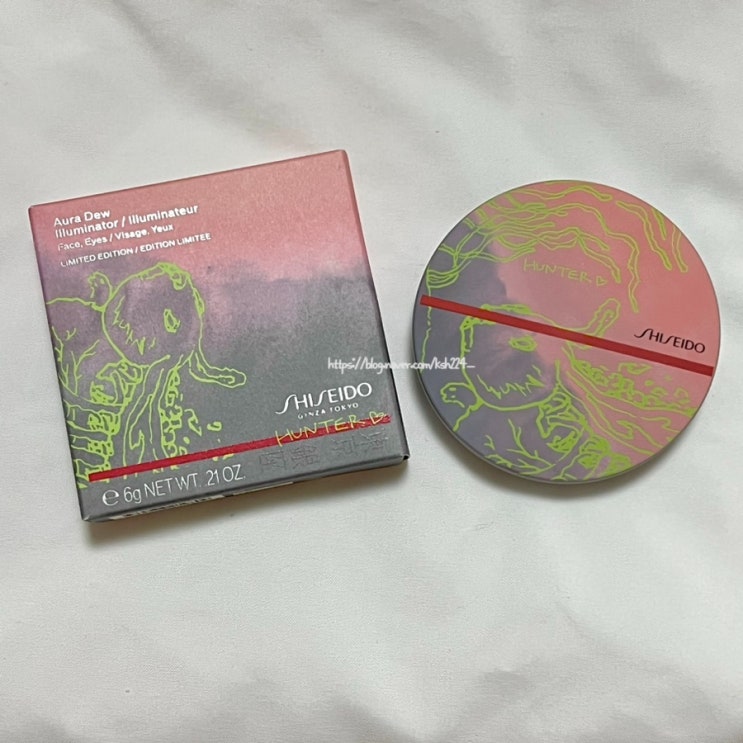 Aura Dew
Illuminator / Illuminateur
Face, Eyes / Visage, Yeux
LIMITED EDITION / EDITION LIMITEE
SHISEIDO
GINZA TOKYO
HUNTER
e 6g NET WT. .21 OZ.
HUNTER
SHISEIDO
https://blog.naver.com/ksh224...